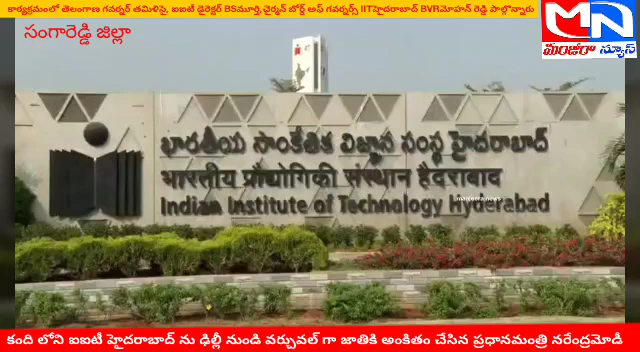 కార్యక్రమంలో తెలంగాణ గవర్నర్ తమిళిసై, ఐఐటీ డైరెక్టర్ BSమూర్తి,చైర్మన్ బోర్డ్ ఆఫ్ గవర్నర్స్ IITహైదరాబాద్ BVRమోహన్ రెడ్డి పాల్గొన్నారు
సంగారెడ్డి జిల్లా
MN
మంజీరా న్యూస్
భారతీయ సాంకేతిక విజ్ఞాన సంస్థ హైదరాబాద్
भारतीय प्रौद्योगिकी संस्थान हैदराबाद
Indian Institute of Technology Hyderabad
కంది లోని ఐఐటీ హైదరాబాద్ ను ఢిల్లీ నుండి వర్చువల్ గా జాతికి అంకితం చేసిన ప్రధానమంత్రి నరేంద్రమోడీ